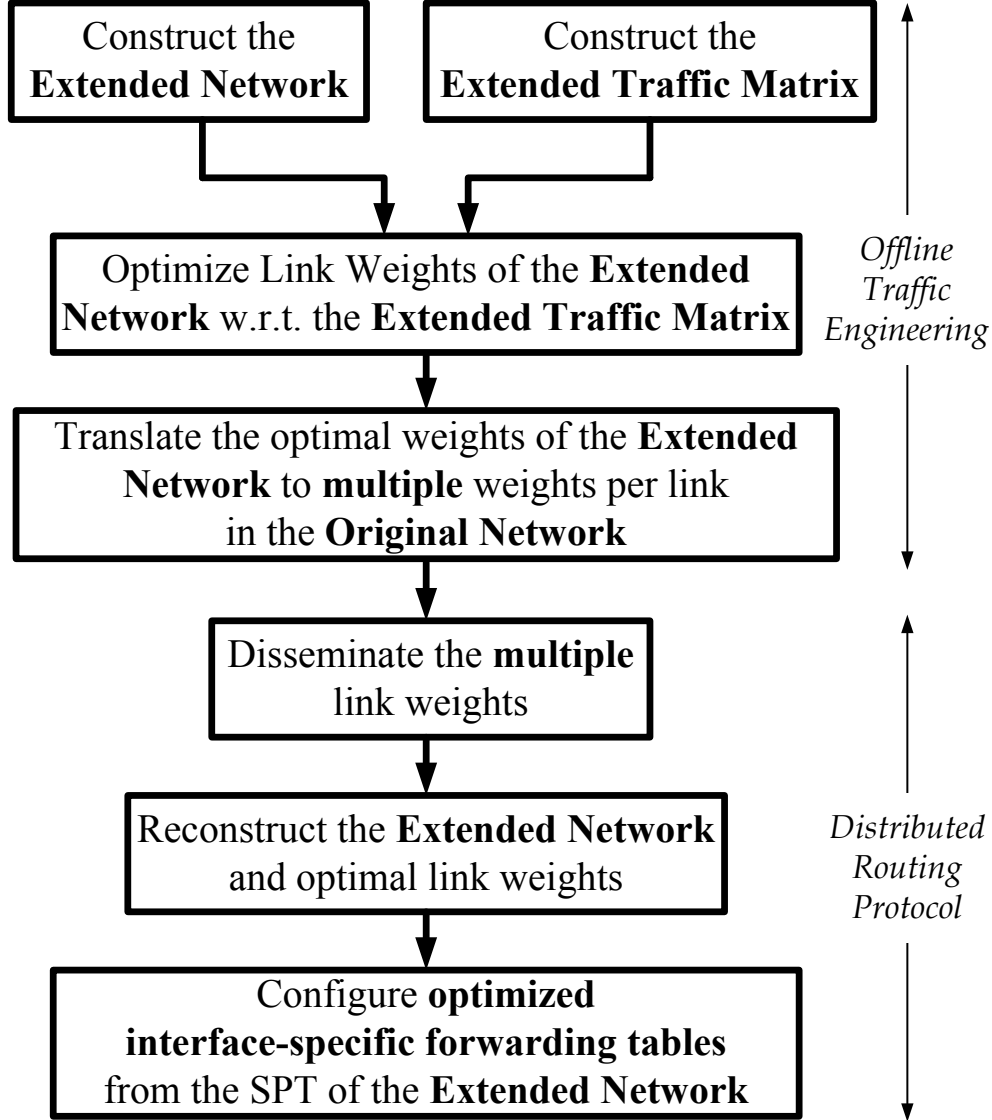 Construct the
Extended Network
Construct the
Extended Traffic Matrix
Optimize Link Weights of the Extended
Network w.r.t. the Extended Traffic Matrix
Translate the optimal weights of the Extended
Network to multiple weights per link
in the Original Network
Offline
Traffic
Engineering
Disseminate the multiple
link weights
Reconstruct the Extended Network
and optimal link weights
Configure optimized
interface-specific forwarding tables
from the SPT of the Extended Network
Distributed
Routing
Protocol